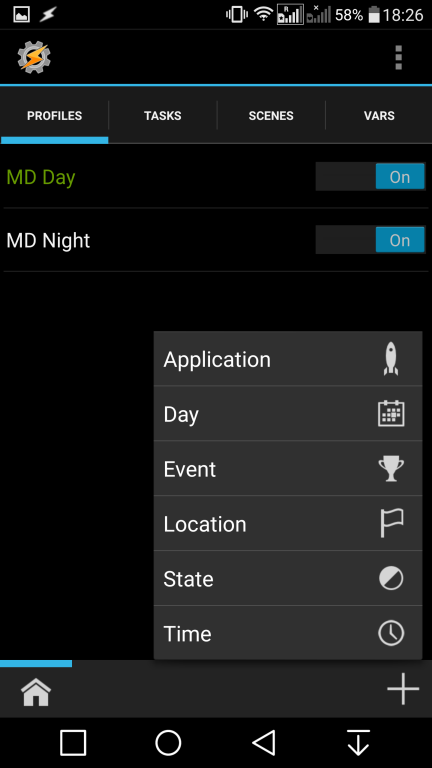 58% 18:26
PROFILES TASKS SCENES VARS
MD Day On
MD Night On
Application
Day
Event
Location
State
Time